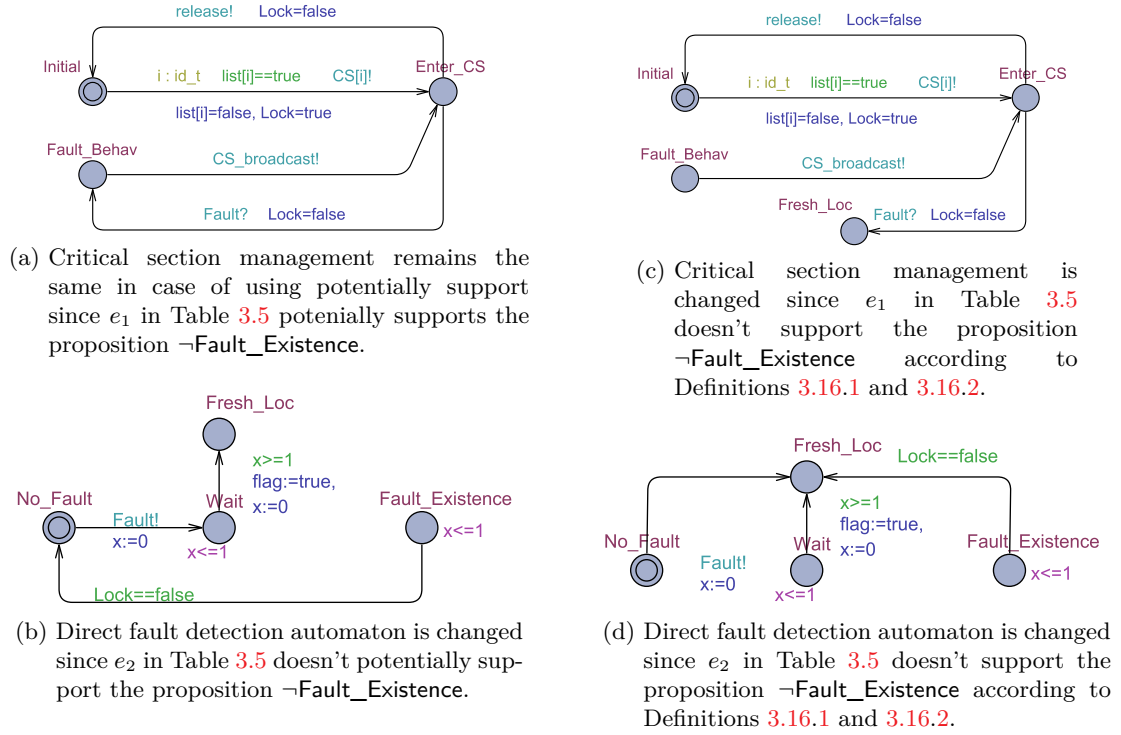 release! Lock=false
Initial
Enter_CS
i : id_t list[i]==true CS[i]!
list[i]=false, Lock=true
Fault_Behav
CS_broadcast!
Fault? Lock=false
(a) Critical section management remains the
same in case of using potentially support
since e1 in Table 3.5 potenially supports the
proposition ¬Fault_Existence.
Fresh_Loc
x>=1
flag:=true,
x:=0
No_Fault
Wait
Fault_Existence
Fault!
x:=0
x<=1
x<=1
Lock==false
(b) Direct fault detection automaton is changed
since e2 in Table 3.5 doesn't potentially sup-
port the proposition ¬Fault_Existence.
release! Lock=false
Initial
Enter_CS
i : id_t list[i]==true CS[i]!
list[i]=false, Lock=true
Fault_Behav
CS_broadcast!
Fresh_Loc
Fault? Lock=false
(c) Critical section management is
changed since e1 in Table 3.5
doesn't support the proposition
¬Fault_Existence according to
Definitions 3.16.1 and 3.16.2.
Fresh_Loc
Lock==false
x>=1
flag:=true,
x:=0
No_Fault
Wait
Fault_Existence
Fault!
x:=0
x<=1
x<=1
(d) Direct fault detection automaton is changed
since e2 in Table 3.5 doesn't support the
proposition ¬Fault_Existence according to
Definitions 3.16.1 and 3.16.2.